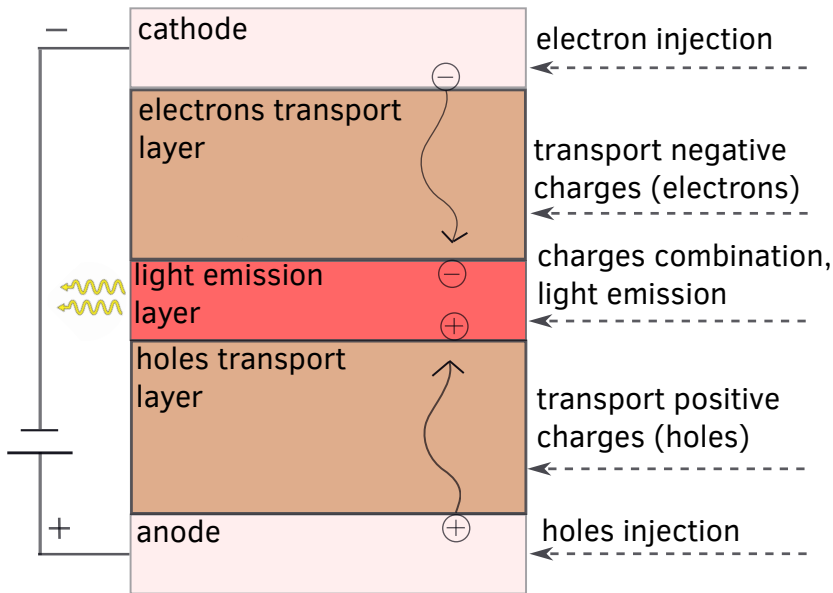 −
cathode
electron injection
−
electrons transport
layer
transport negative
charges (electrons)
charges combination,
light emission
light emission
layer
−
+
holes transport
layer
transport positive
charges (holes)
+
anode
+
holes injection